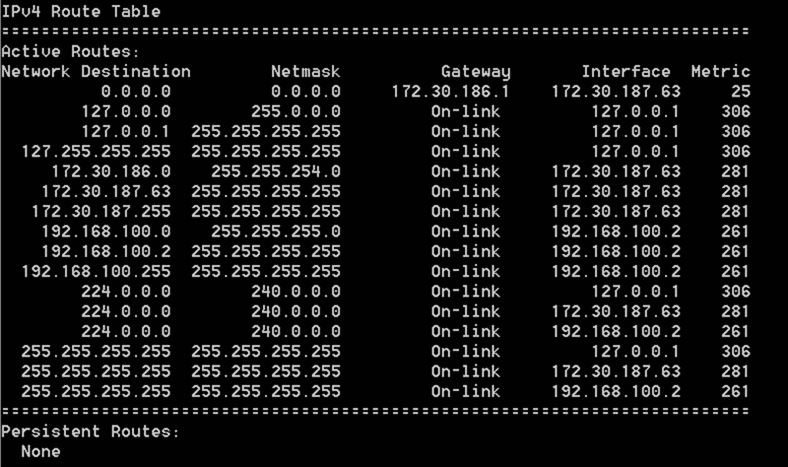 IPv4 Route Table
---------------------------------------------------------------------------
Active Routes:
Network Destination        Netmask          Gateway       Interface  Metric
          0.0.0.0          0.0.0.0     172.30.186.1    172.30.187.63     25
        127.0.0.0        255.0.0.0         On-link         127.0.0.1    306
        127.0.0.1  255.255.255.255         On-link         127.0.0.1    306
  127.255.255.255  255.255.255.255         On-link         127.0.0.1    306
     172.30.186.0    255.255.254.0         On-link     172.30.187.63    281
    172.30.187.63  255.255.255.255         On-link     172.30.187.63    281
   172.30.187.255  255.255.255.255         On-link     172.30.187.63    281
    192.168.100.0    255.255.255.0         On-link     192.168.100.2    261
    192.168.100.2  255.255.255.255         On-link     192.168.100.2    261
  192.168.100.255  255.255.255.255         On-link     192.168.100.2    261
        224.0.0.0        240.0.0.0         On-link         127.0.0.1    306
        224.0.0.0        240.0.0.0         On-link     172.30.187.63    281
        224.0.0.0        240.0.0.0         On-link     192.168.100.2    261
  255.255.255.255  255.255.255.255         On-link         127.0.0.1    306
  255.255.255.255  255.255.255.255         On-link     172.30.187.63    281
  255.255.255.255  255.255.255.255         On-link     192.168.100.2    261
---------------------------------------------------------------------------
Persistent Routes:
  None